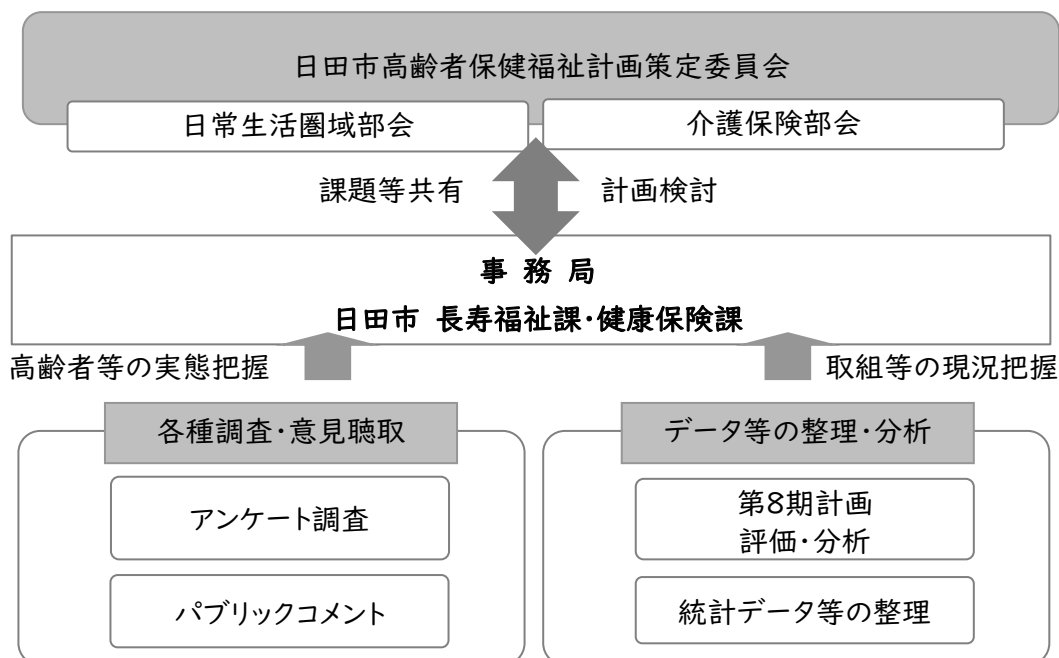 日田市高齢者保健福祉計画策定委員会
日常生活圏域部会
介護保険部会
課題等共有
計画検討
事 務 局
日田市 長寿福祉課・健康保険課
高齢者等の実態把握
取組等の現況把握
各種調査・意見聴取
アンケート調査
パブリックコメント
データ等の整理・分析
第8期計画
評価・分析
統計データ等の整理